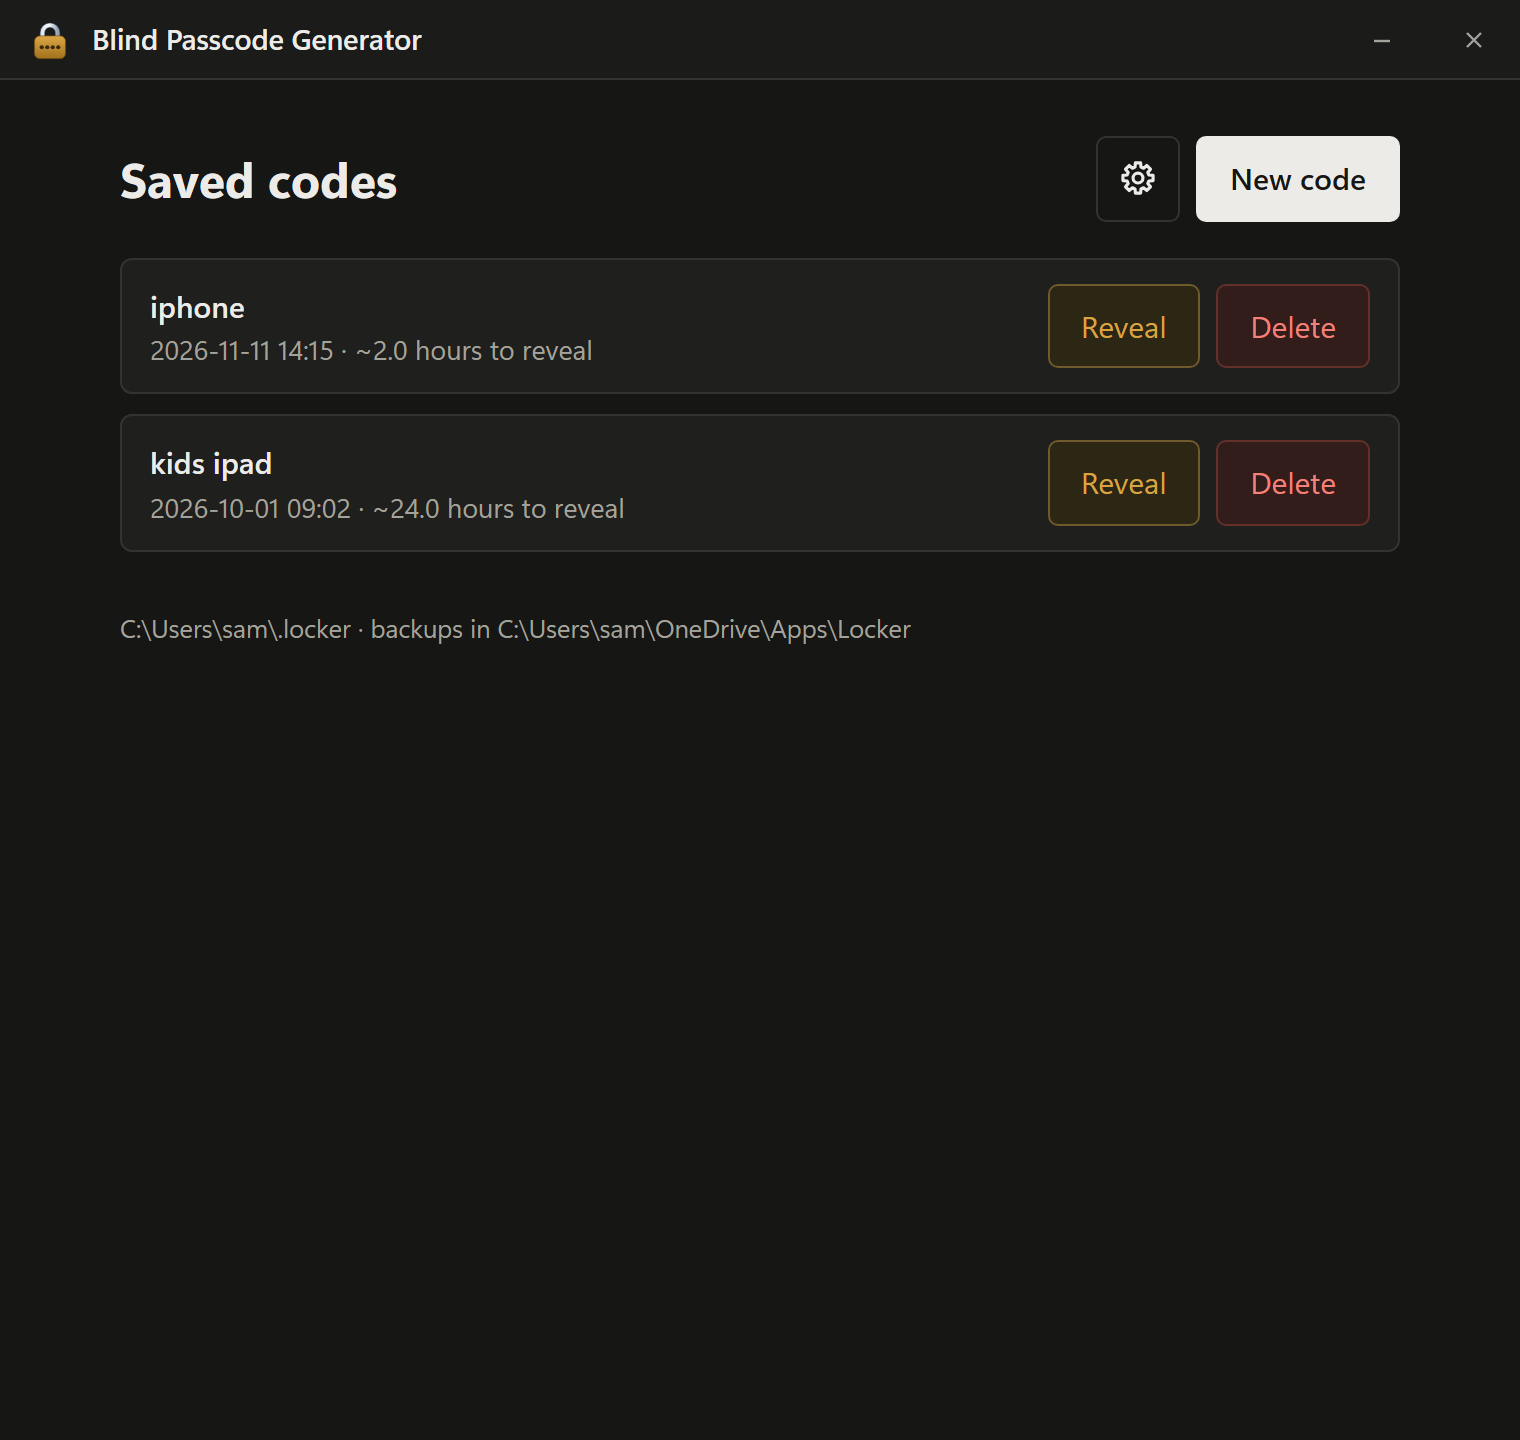 Blind Passcode Generator
Saved codes
New code
iphone
2026-11-11 14:15 · ~2.0 hours to reveal
Reveal
Delete
kids ipad
2026-10-01 09:02 · ~24.0 hours to reveal
Reveal
Delete
C:\Users\sam\.locker · backups in C:\Users\sam\OneDrive\Apps\Locker